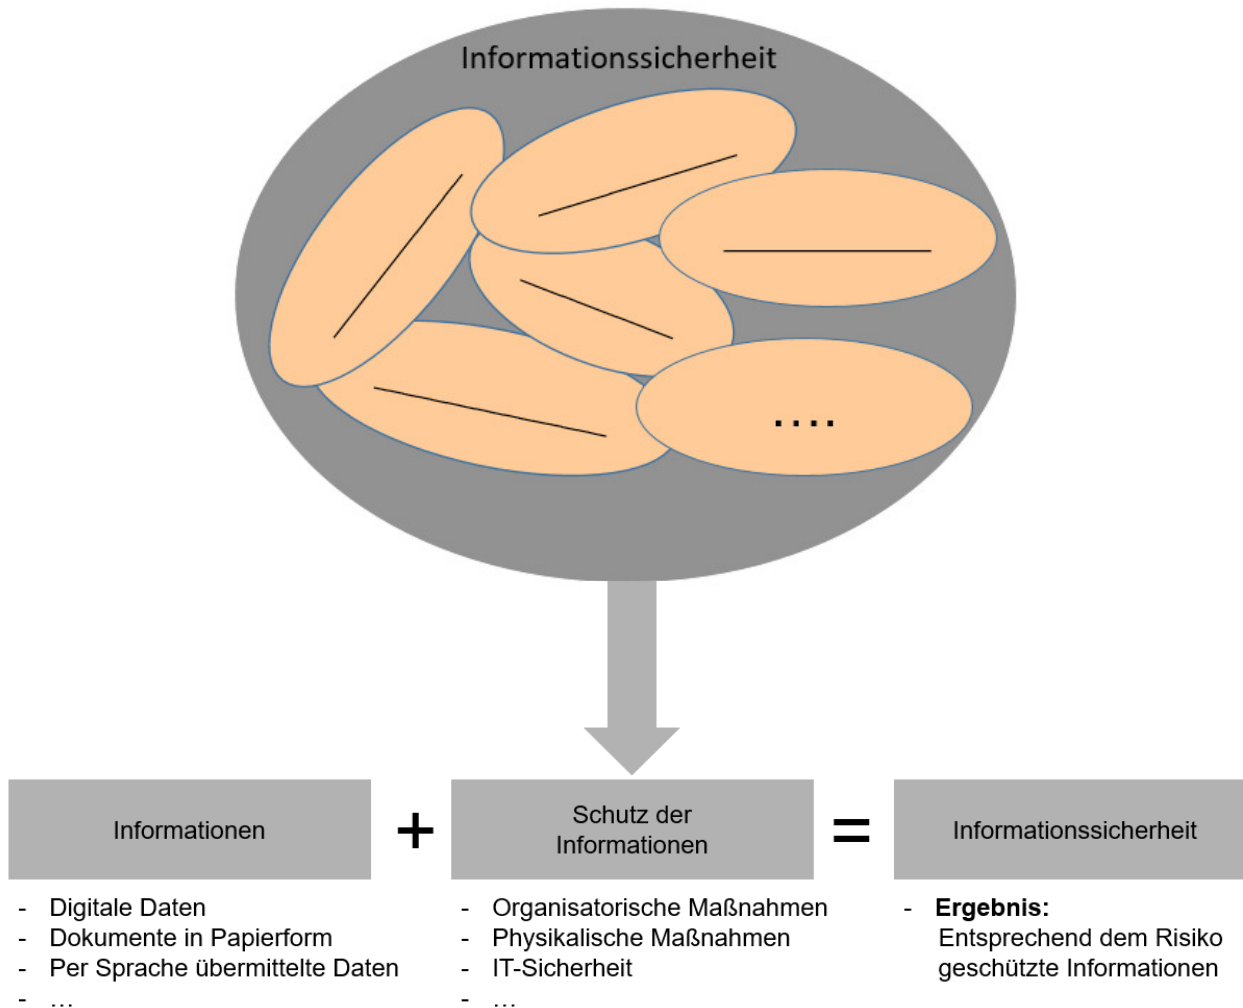 Informationssicherheit
....
Informationen
+
Schutz der
Informationen
=
Informationssicherheit
- Digitale Daten
- Dokumente in Papierform
- Per Sprache übermittelte Daten
- ...
- Organisatorische Maßnahmen
- Physikalische Maßnahmen
- IT-Sicherheit
- ...
- Ergebnis:
Entsprechend dem Risiko
geschützte Informationen